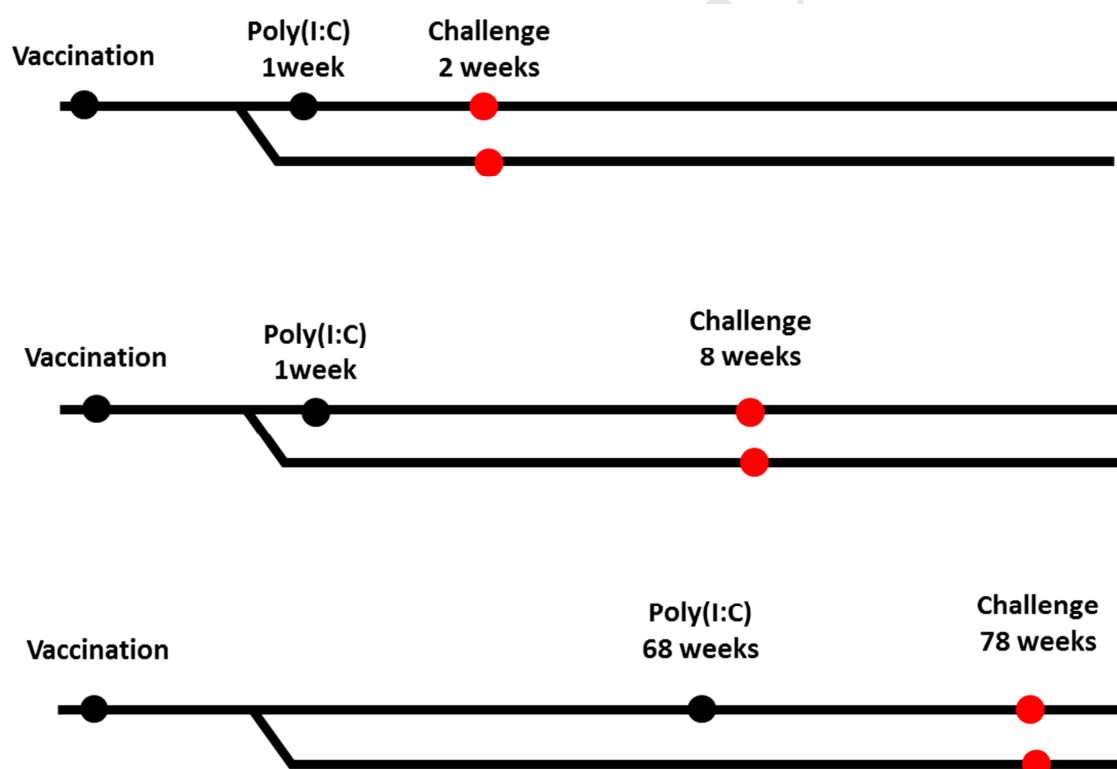 Vaccination
Poly(I:C)
1week
Challenge
2 weeks
Vaccination
Poly(I:C)
1week
Challenge
8 weeks
Vaccination
Poly(I:C)
68 weeks
Challenge
78 weeks